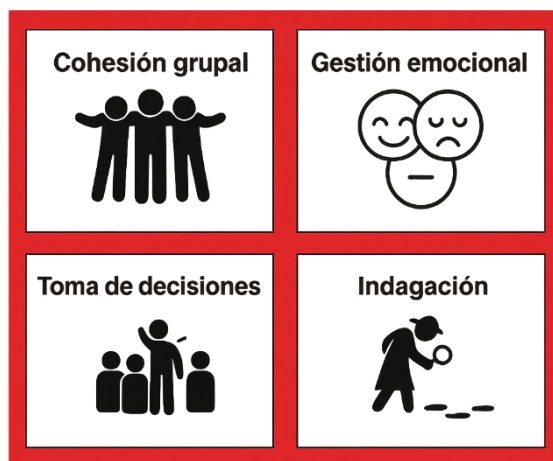 Cohesión grupal
Gestión emocional
Toma de decisiones
Indagación